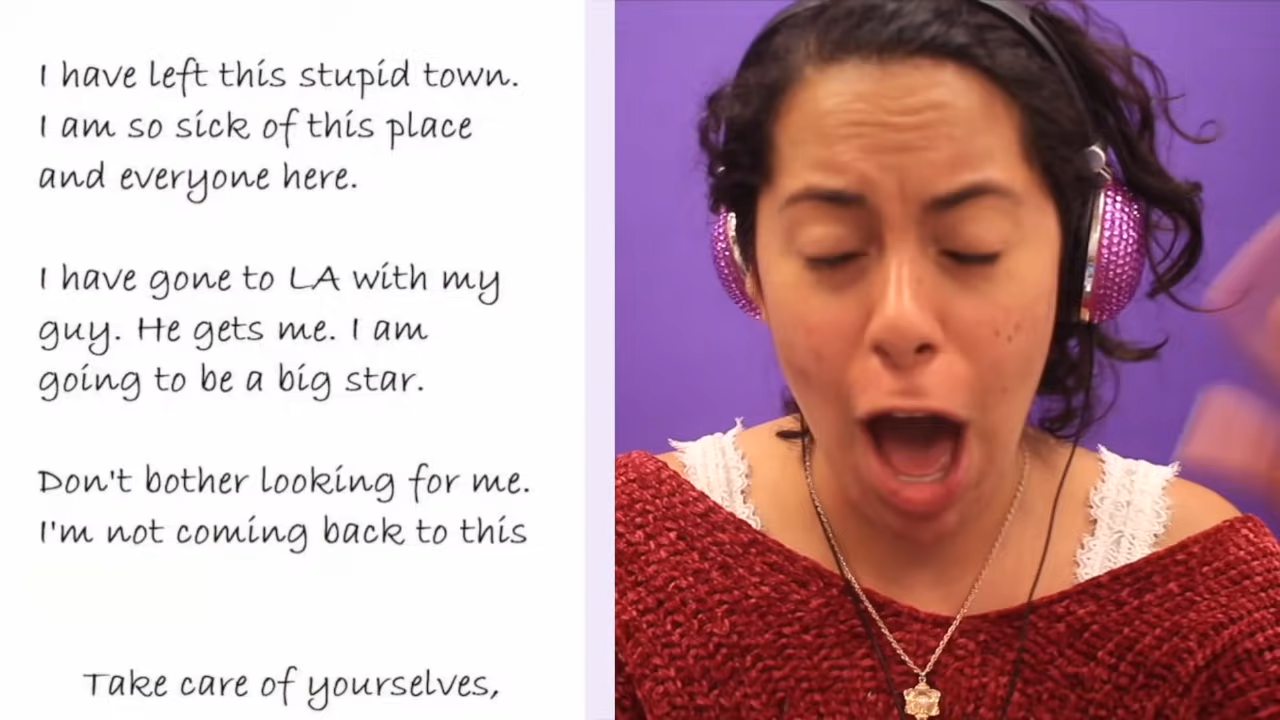 I have left this stupid town.
I am so sick of this place
and everyone here.
I have gone to LA with my
guy. He gets me. I am
going to be a big star.
Don't bother looking for me.
I'm not coming back to this
Take care of yourselves,